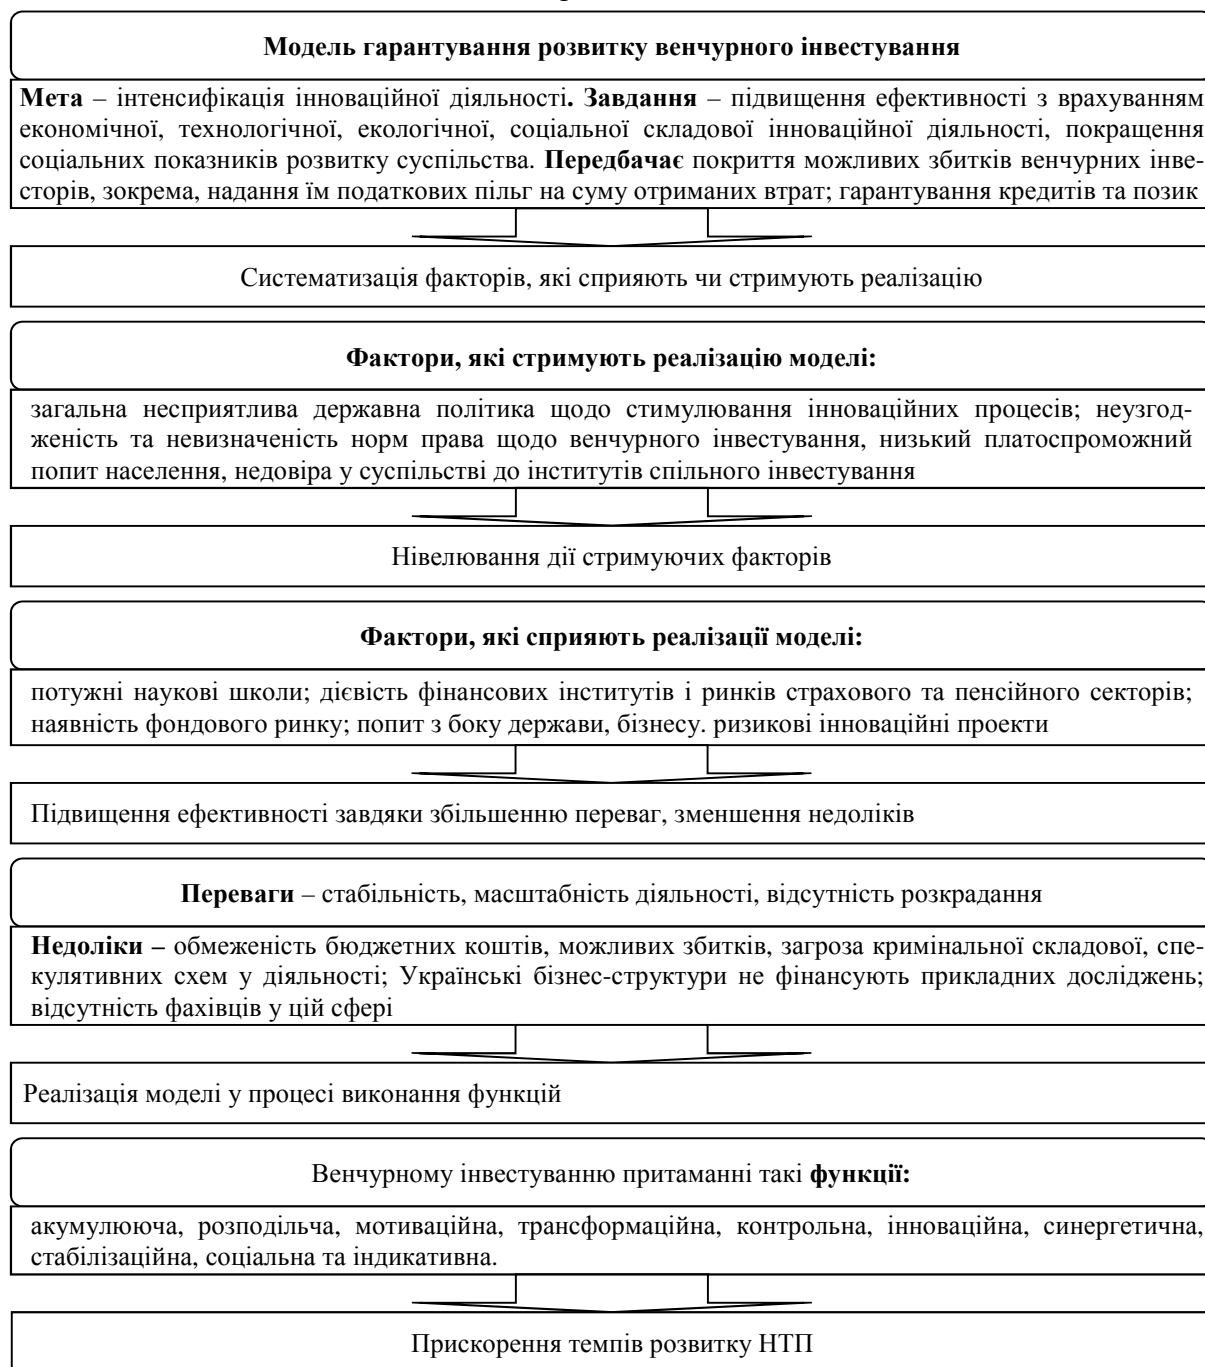 Модель гарантування розвитку венчурного інвестування
Мета – інтенсифікація інноваційної діяльності. Завдання – підвищення ефективності з врахуванням
економічної, технологічної, екологічної, соціальної складової інноваційної діяльності, покращення
соціальних показників розвитку суспільства. Передбачає покриття можливих збитків венчурних інве-
сторів, зокрема, надання їм податкових пільг на суму отриманих втрат; гарантування кредитів та позик
Систематизація факторів, які сприяють чи стримують реалізацію
Фактори, які стримують реалізацію моделі:
загальна несприятлива державна політика щодо стимулювання інноваційних процесів; неузгод-
женість та невизначеність норм права щодо венчурного інвестування, низький платоспроможний
попит населення, недовіра у суспільстві до інститутів спільного інвестування
Нівелювання дії стримуючих факторів
Фактори, які сприяють реалізації моделі:
потужні наукові школи; дієвість фінансових інститутів і ринків страхового та пенсійного секторів;
наявність фондового ринку; попит з боку держави, бізнесу. ризикові інноваційні проекти
Підвищення ефективності завдяки збільшенню переваг, зменшення недоліків
Переваги – стабільність, масштабність діяльності, відсутність розкрадання
Недоліки – обмеженість бюджетних коштів, можливих збитків, загроза кримінальної складової, спе-
кулятивних схем у діяльності; Українські бізнес-структури не фінансують прикладних досліджень;
відсутність фахівців у цій сфері
Реалізація моделі у процесі виконання функцій
Венчурному інвестуванню притаманні такі функції:
акумулююча, розподільча, мотиваційна, трансформаційна, контрольна, інноваційна, синергетична,
стабілізаційна, соціальна та індикативна.
Прискорення темпів розвитку НТП